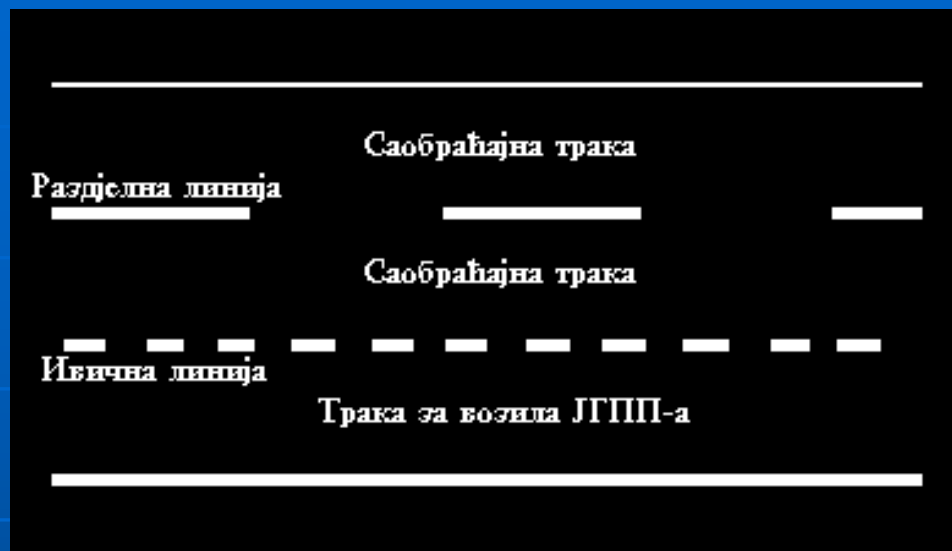 Саобраћајна трака
Раздјелна линија
Саобраћајна трака
Ивична линија
Трака за возила ЈГПП-а